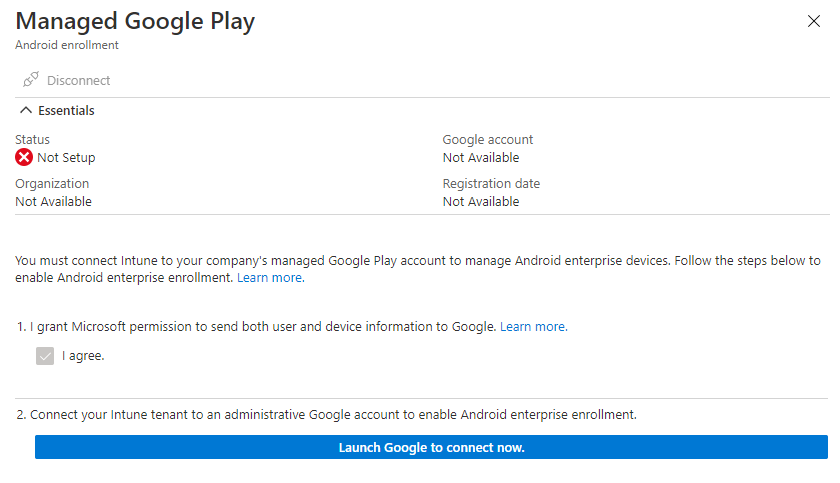 Managed Google Play
Android enrollment
Disconnect
Essentials
Status
Not Setup
Google account
Not Available
Organization
Not Available
Registration date
Not Available
You must connect Intune to your company's managed Google Play account to manage Android enterprise devices. Follow the steps below to
enable Android enterprise enrollment. Learn more.
1. I grant Microsoft permission to send both user and device information to Google. Learn more.
I agree.
2. Connect your Intune tenant to an administrative Google account to enable Android enterprise enrollment.
Launch Google to connect now.